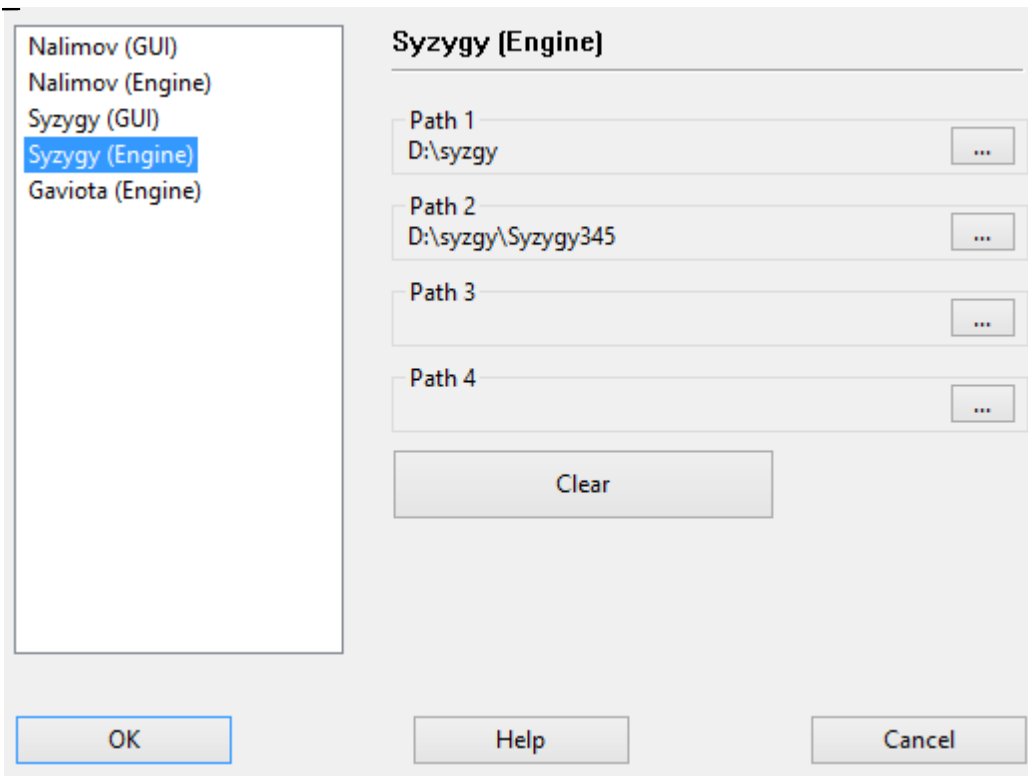 Nalimov (GUI)
Nalimov (Engine)
Syzygy (GUI)
Syzygy (Engine)
Gaviota (Engine)
Syzygy (Engine)
Path 1
D:\syzgy
...
Path 2
D:\syzgy\Syzygy345
...
Path 3
...
Path 4
...
Clear
OK
Help
Cancel